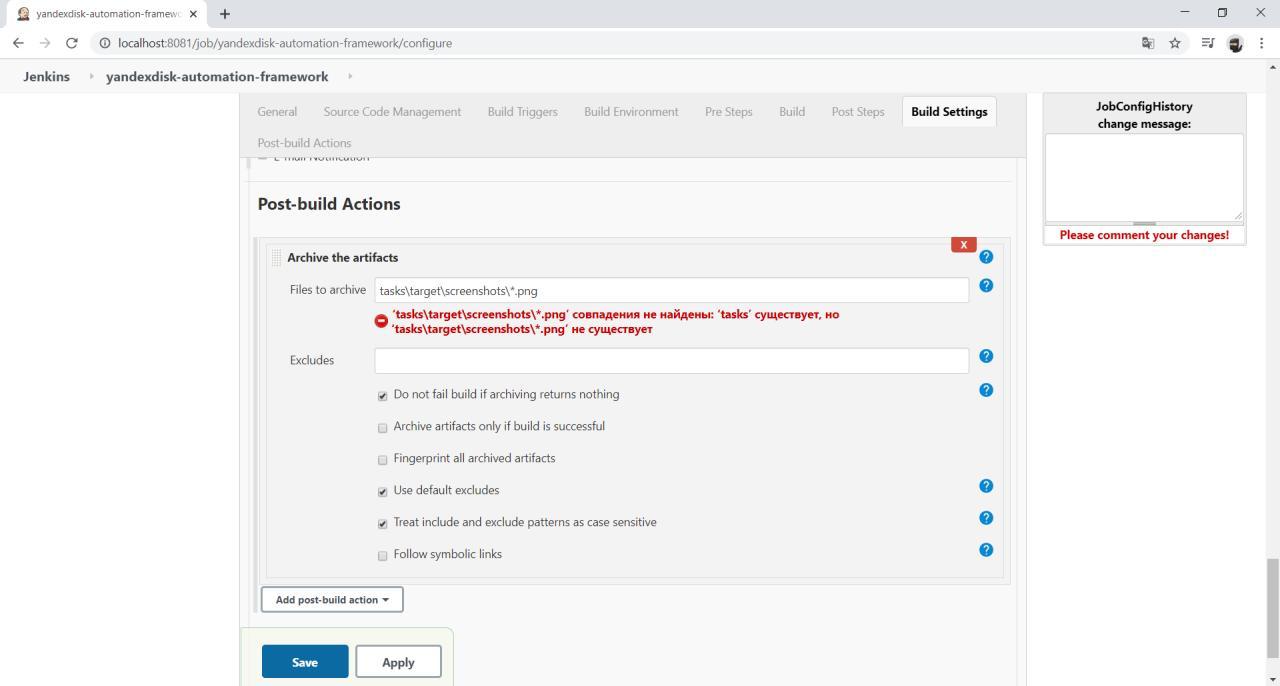 yandexdisk-automation-framewo
localhost:8081/job/yandexdisk-automation-framework/configure
Jenkins yandexdisk-automation-framework
General Source Code Management Build Triggers Build Environment Pre Steps Build Post Steps Build Settings
Post-build Actions
E-mail Notification
JobConfigHistory
change message:
Please comment your changes!
Post-build Actions
X
Archive the artifacts ?
Files to archive tasks\target\screenshots\*.png ?
'tasks\target\screenshots\*.png' совпадения не найдены: 'tasks' существует, но
'tasks\target\screenshots\*.png' не существует
Excludes ?
Do not fail build if archiving returns nothing ?
Archive artifacts only if build is successful
Fingerprint all archived artifacts
Use default excludes ?
Treat include and exclude patterns as case sensitive ?
Follow symbolic links ?
Add post-build action
Save Apply